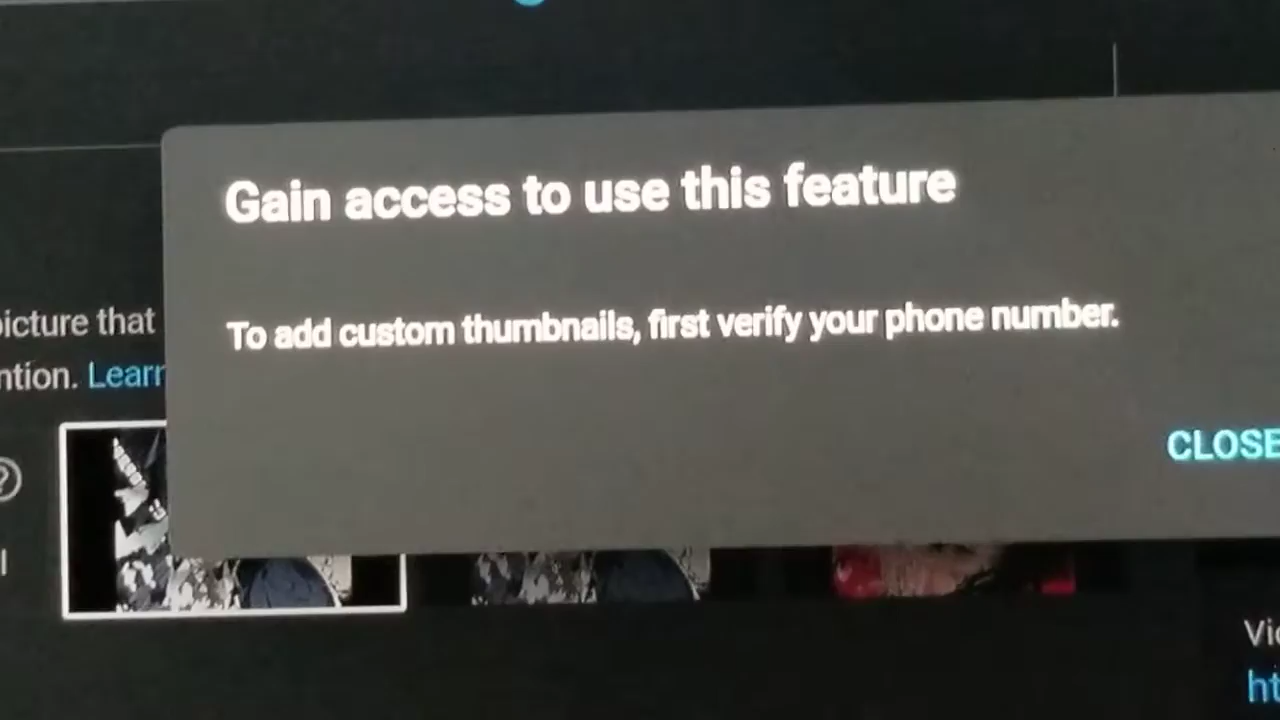 Gain access to use this feature
To add custom thumbnails, first verify your phone number.
picture that
ntion. Learn
CLOSE
?
l
Vid
ht